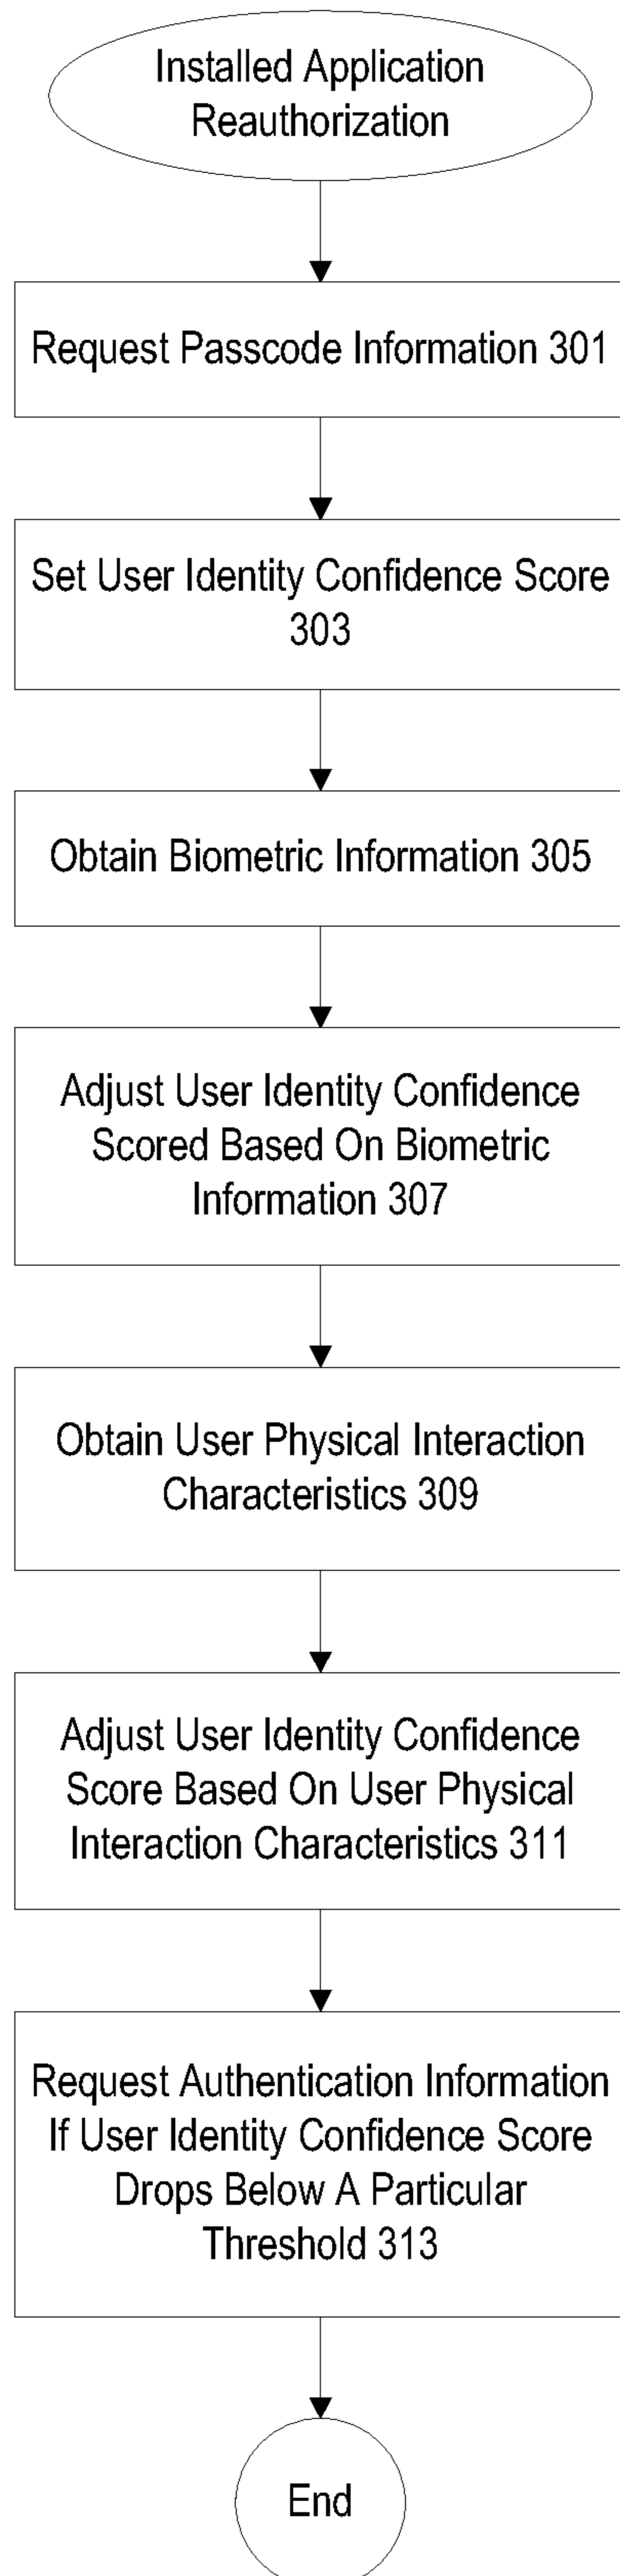 Installed Application
Reauthorization
Request Passcode Information 301
Set User Identity Confidence Score
303
Obtain Biometric Information 305
Adjust User Identity Confidence
Scored Based On Biometric
Information 307
Obtain User Physical Interaction
Characteristics 309
Adjust User Identity Confidence
Score Based On User Physical
Interaction Characteristics 311
Request Authentication Information
If User Identity Confidence Score
Drops Below A Particular
Threshold 313
End